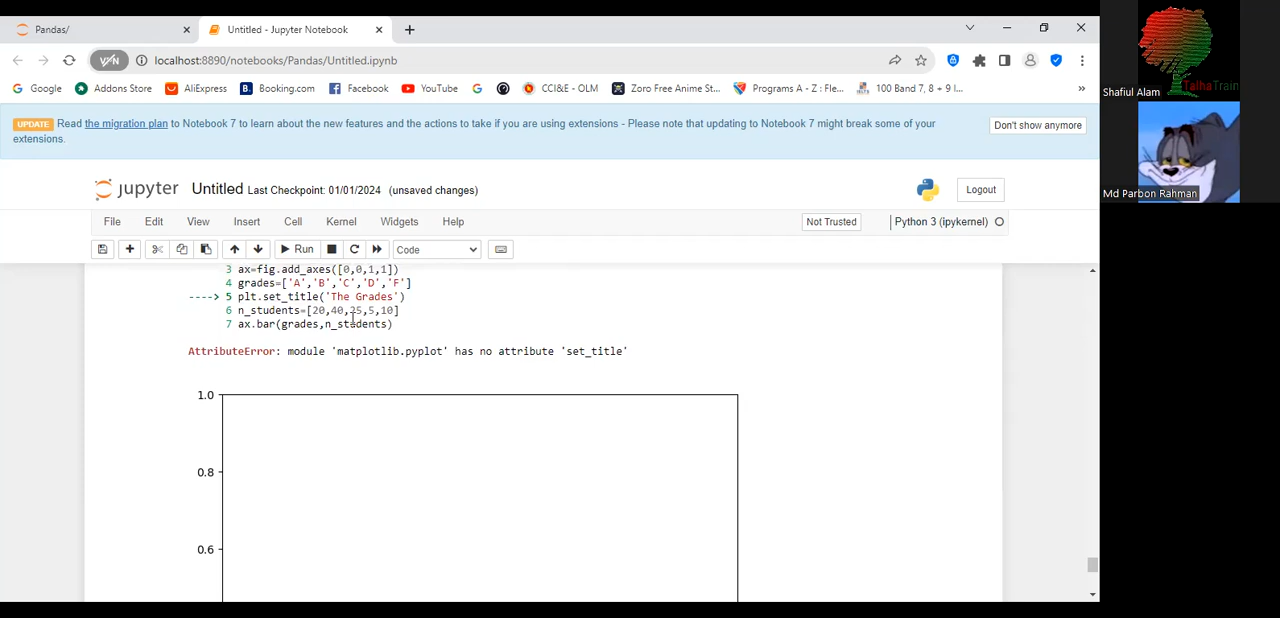 Pandas/
Untitled - Jupyter Notebook
VPN
localhost:8890/notebooks/Pandas/Untitled.ipynb
Google
Addons Store
AliExpress
B.
Booking.com
Facebook
YouTube
CCI&E - OLM
Zoro Free Anime St...
Programs A - Z : Fle...
100 Band 7, 8 + 9 I...
»
UPDATE Read the migration plan to Notebook 7 to learn about the new features and the actions to take if you are using extensions - Please note that updating to Notebook 7 might break some of your
extensions.
Don't show anymore
jupyter Untitled Last Checkpoint: 01/01/2024 (unsaved changes)
Logout
File Edit View Insert Cell Kernel Widgets Help
Not Trusted
Python 3 (ipykernel)
Run
Code
3 ax=fig.add_axes([0,0,1,1])
4 grades=['A','B','C','D','F']
----> 5 plt.set_title('The Grades')
6 n_students=[20,40,25,5,10]
7 ax.bar(grades,n_students)
AttributeError: module 'matplotlib.pyplot' has no attribute 'set_title'
1.0
0.8
0.6
TalhaTrain
Shafiul Alam
Md Parbon Rahman